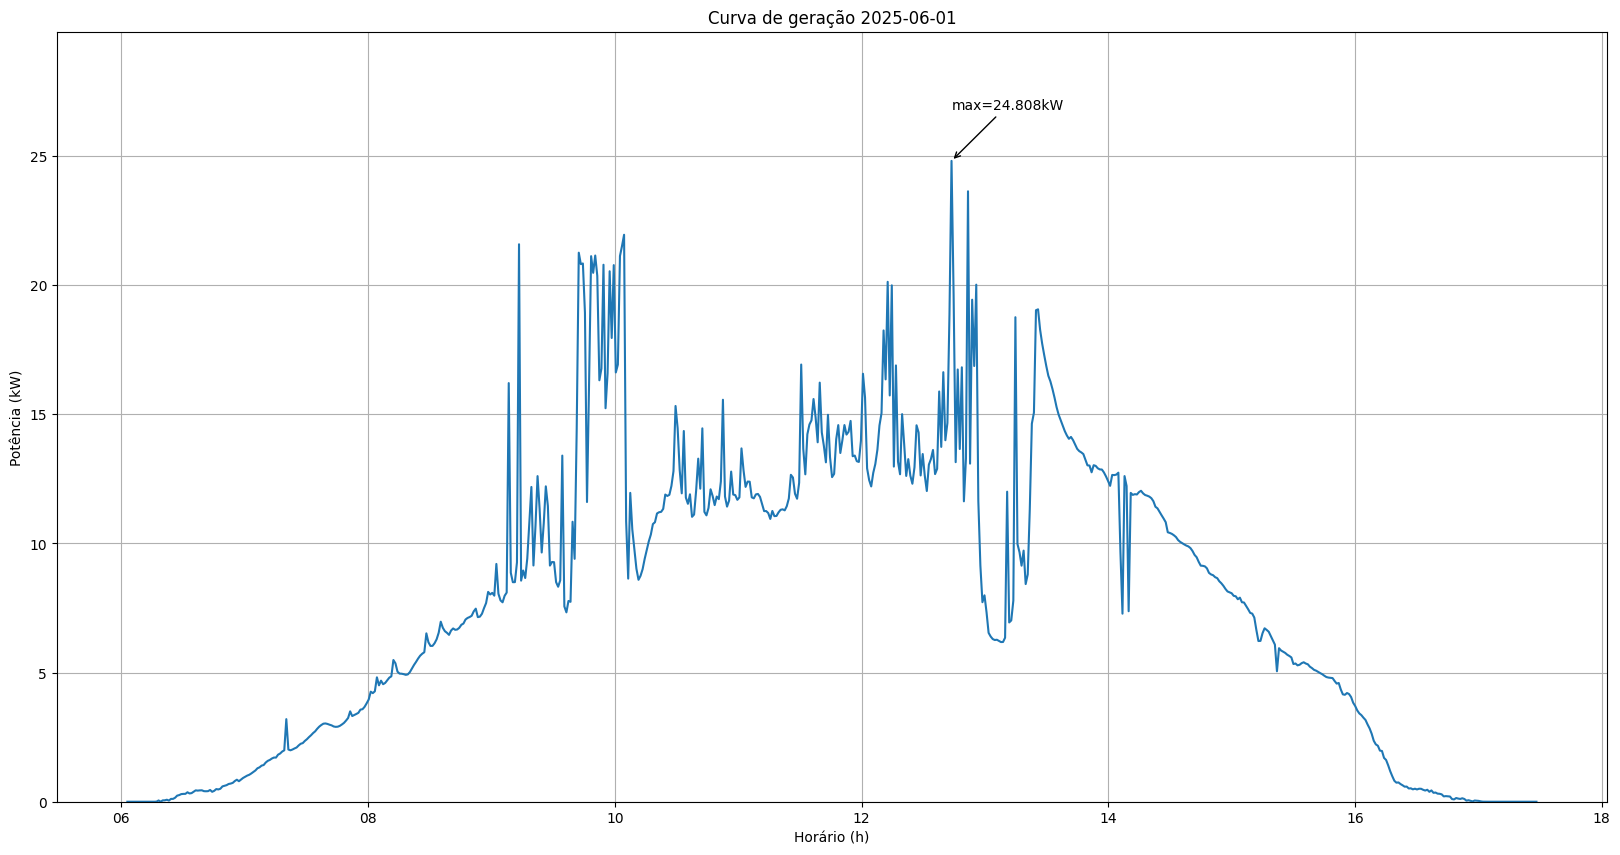 Curva de geração 2025-06-01
max=24.808kW
Potência (kW)
25
20
15
10
5
0
06 08 10 12 14 16 18
Horário (h)